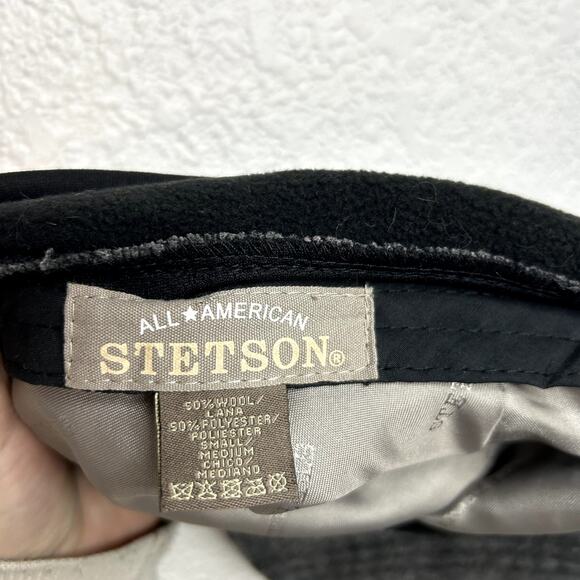 ALL★AMERICAN
STETSON®
50% WOOL/
LANA
50% POLYESTER/
POLIESTER
SMALL/
MEDIUM
CHICO/
MEDIANO